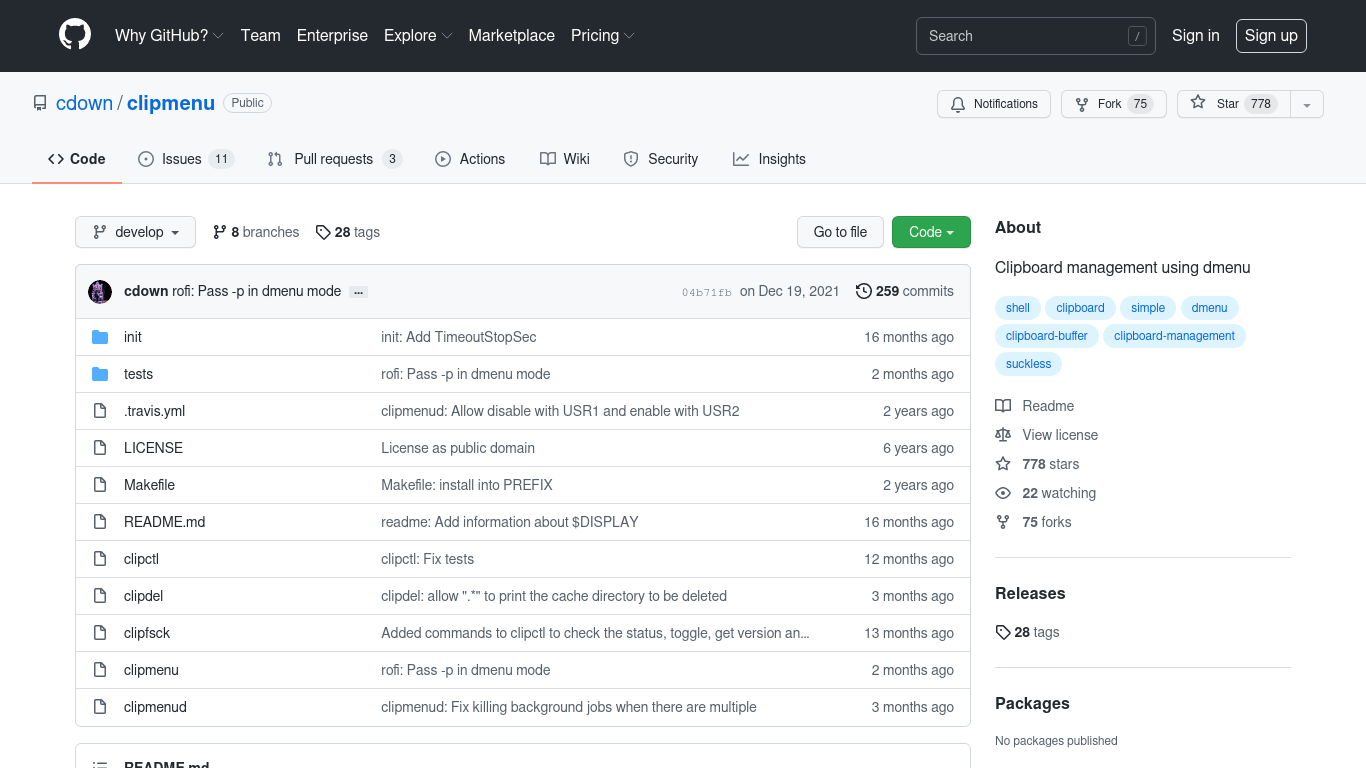 Why GitHub? Team Enterprise Explore Marketplace Pricing Search / Sign in Sign up
cdown / clipmenu Public Notifications Fork 75 Star 778
Code Issues 11 Pull requests 3 Actions Wiki Security Insights
develop 8 branches 28 tags Go to file Code
cdown rofi: Pass -p in dmenu mode … 04b71fb on Dec 19, 2021 259 commits
init init: Add TimeoutStopSec 16 months ago
tests rofi: Pass -p in dmenu mode 2 months ago
.travis.yml clipmenud: Allow disable with USR1 and enable with USR2 2 years ago
LICENSE License as public domain 6 years ago
Makefile Makefile: install into PREFIX 2 years ago
README.md readme: Add information about $DISPLAY 16 months ago
clipctl clipctl: Fix tests 12 months ago
clipdel clipdel: allow ".*" to print the cache directory to be deleted 3 months ago
clipfsck Added commands to clipctl to check the status, toggle, get version an... 13 months ago
clipmenu rofi: Pass -p in dmenu mode 2 months ago
clipmenud clipmenud: Fix killing background jobs when there are multiple 3 months ago
README.md
About
Clipboard management using dmenu
shell clipboard simple dmenu
clipboard-buffer clipboard-management
suckless
Readme
View license
778 stars
22 watching
75 forks
Releases
28 tags
Packages
No packages published